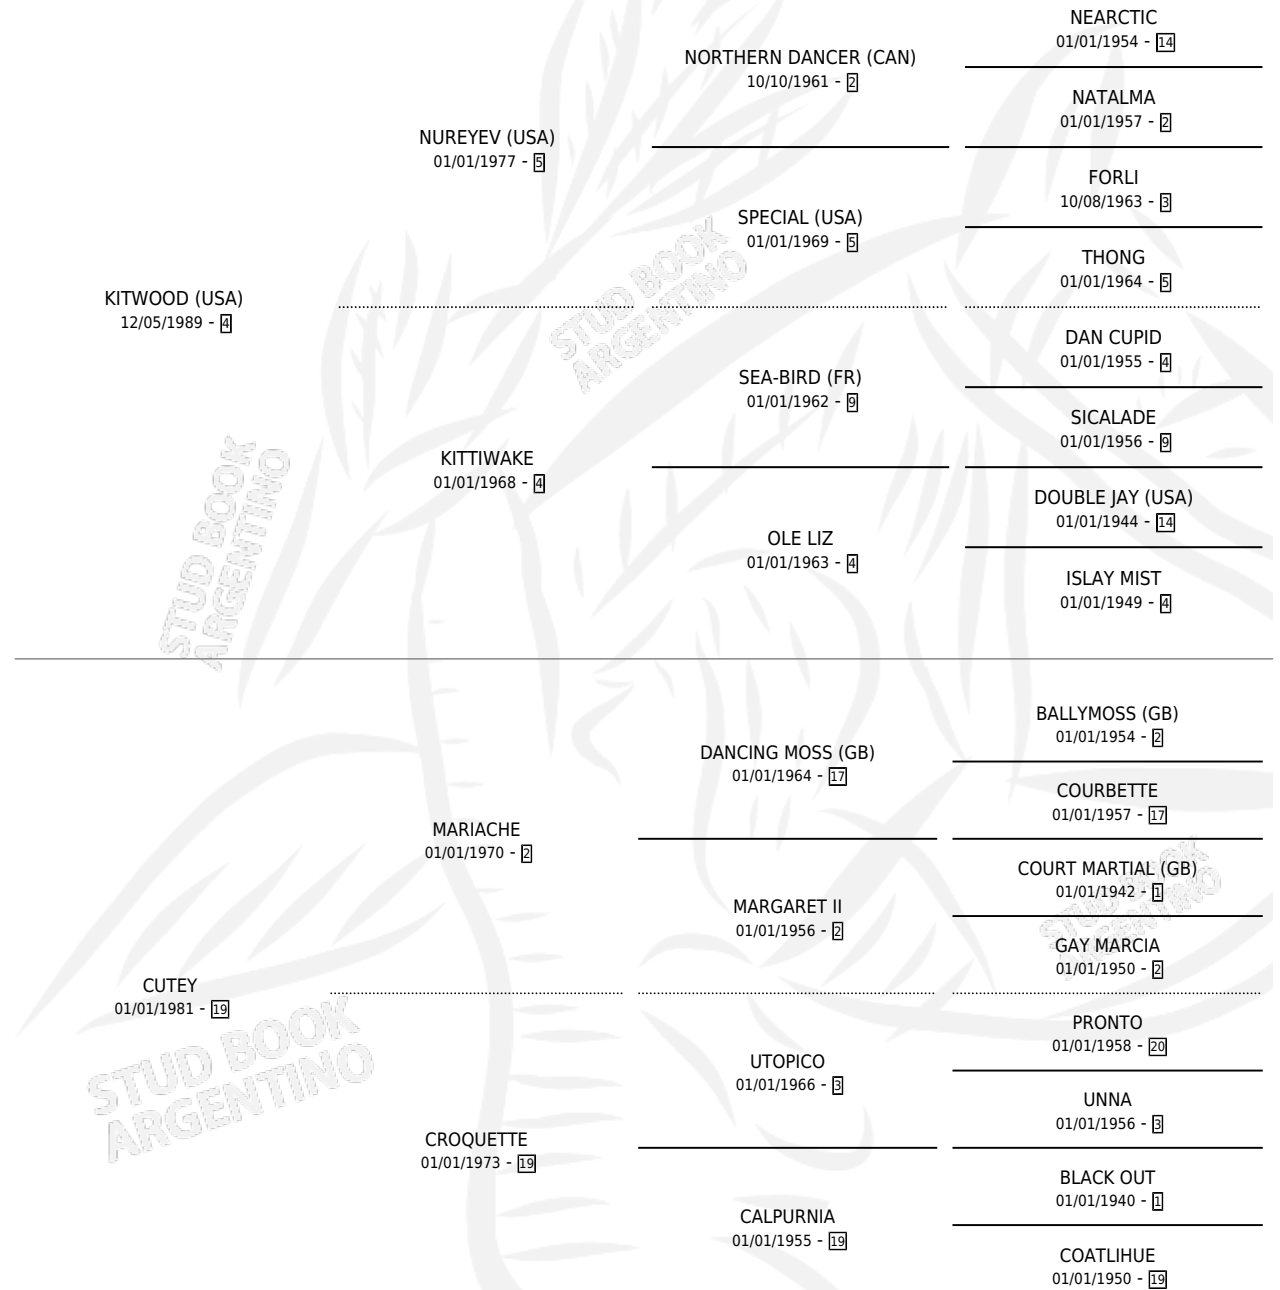 NEARCTIC
01/01/1954 - 14
NORTHERN DANCER (CAN)
10/10/1961 - 2
NATALMA
01/01/1957 - 2
NUREYEV (USA)
01/01/1977 - 5
FORLI
10/08/1963 - 3
SPECIAL (USA)
01/01/1969 - 5
THONG
01/01/1964 - 5
KITWOOD (USA)
12/05/1989 - 4
DAN CUPID
01/01/1955 - 4
SEA-BIRD (FR)
01/01/1962 - 9
SICALADE
01/01/1956 - 9
KITTIWAKE
01/01/1968 - 4
DOUBLE JAY (USA)
01/01/1944 - 14
OLE LIZ
01/01/1963 - 4
ISLAY MIST
01/01/1949 - 4
BALLYMOSS (GB)
01/01/1954 - 2
DANCING MOSS (GB)
01/01/1964 - 17
COURBETTE
01/01/1957 - 17
MARIACHE
01/01/1970 - 2
COURT MARTIAL (GB)
01/01/1942 - 1
MARGARET II
01/01/1956 - 2
GAY MARCIA
01/01/1950 - 2
CUTEY
01/01/1981 - 19
PRONTO
01/01/1958 - 20
UTOPICO
01/01/1966 - 3
UNNA
01/01/1956 - 3
CROQUETTE
01/01/1973 - 19
BLACK OUT
01/01/1940 - 1
CALPURNIA
01/01/1955 - 19
COATLIHUE
01/01/1950 - 19
STUD BOOK
ARGENTINO
STUD BOOK
ARGENTINO
STUD BOOK
ARGENTINO
STUD BOOK
ARGENTINO